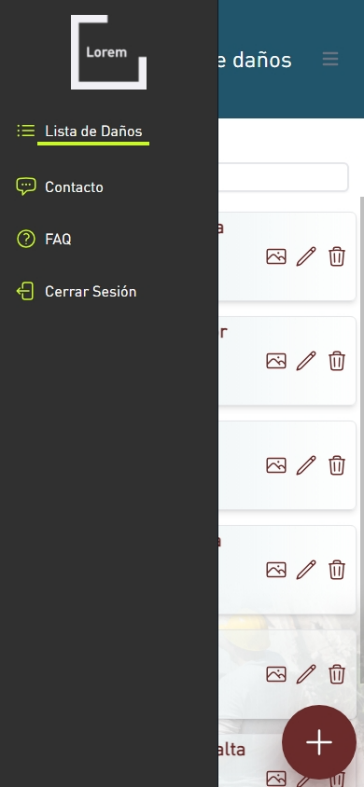 Lorem
e daños
Lista de Daños
Contacto
FAQ
Cerrar Sesión
a
r
a
alta